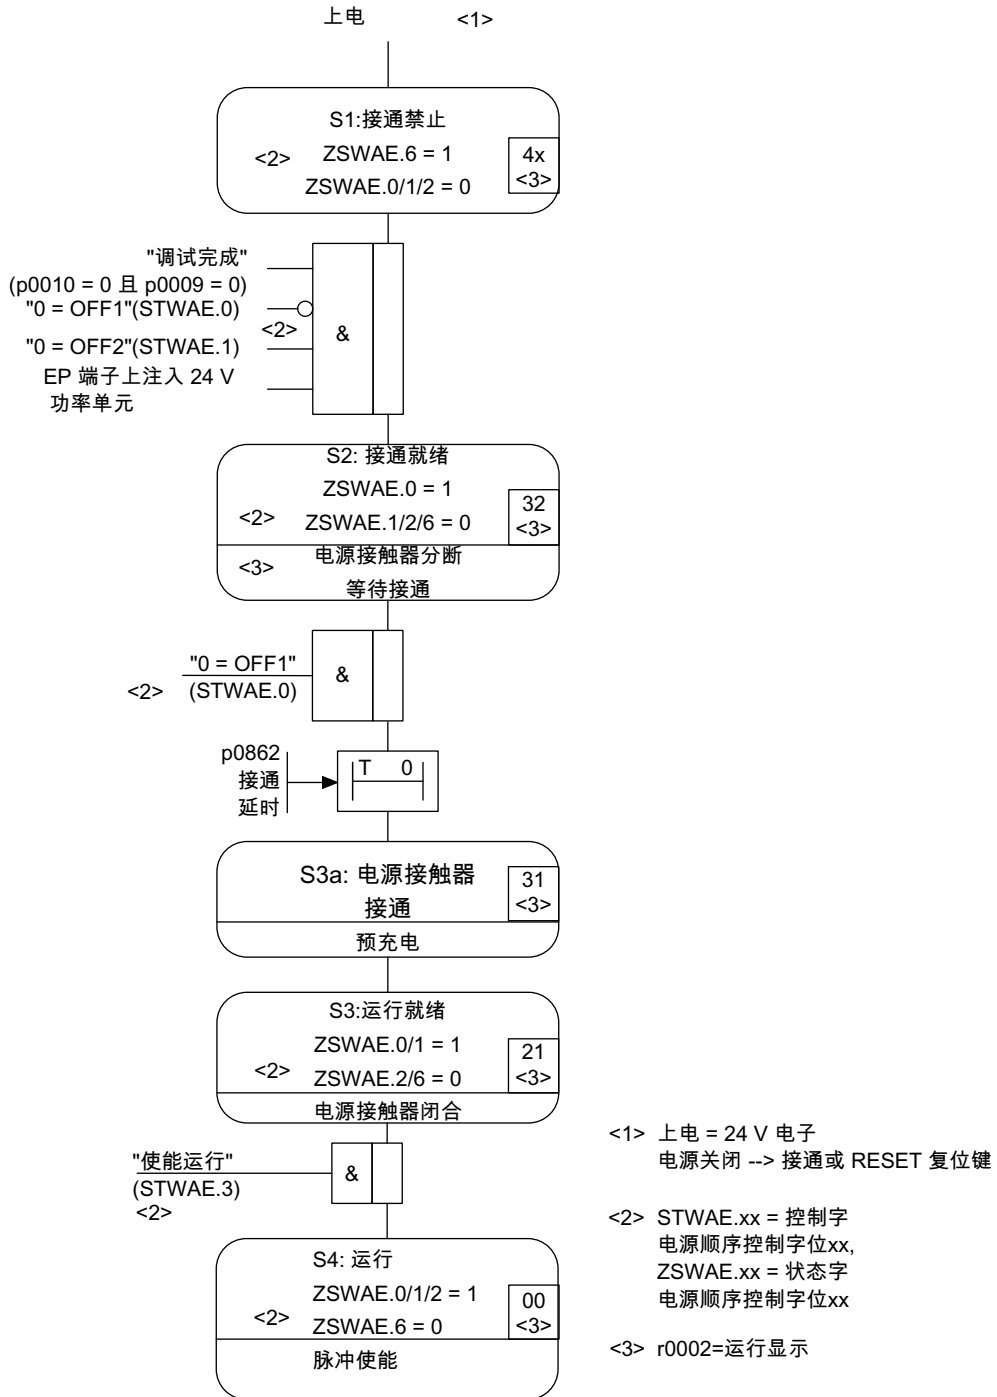 上电 <1>
S1:接通禁止
<2> ZSWAE.6 = 1
ZSWAE.0/1/2 = 0
4x
<3>
"调试完成"
(p0010 = 0 且 p0009 = 0)
"0 = OFF1"(STWAE.0)
<2>
"0 = OFF2"(STWAE.1)
EP 端子上注入 24 V
功率单元
&
S2: 接通就绪
ZSWAE.0 = 1
<2> ZSWAE.1/2/6 = 0
32
<3>
<3> 电源接触器分断
等待接通
"0 = OFF1"
<2> (STWAE.0)
&
p0862
接通
延时
T 0
S3a: 电源接触器
接通
31
<3>
预充电
S3:运行就绪
ZSWAE.0/1 = 1
<2> ZSWAE.2/6 = 0
21
<3>
电源接触器闭合
"使能运行"
(STWAE.3)
<2>
&
S4: 运行
ZSWAE.0/1/2 = 1
<2> ZSWAE.6 = 0
00
<3>
脉冲使能
<1> 上电 = 24 V 电子
电源关闭 --> 接通或 RESET 复位键
<2> STWAE.xx = 控制字
电源顺序控制字位xx,
ZSWAE.xx = 状态字
电源顺序控制字位xx
<3> r0002=运行显示